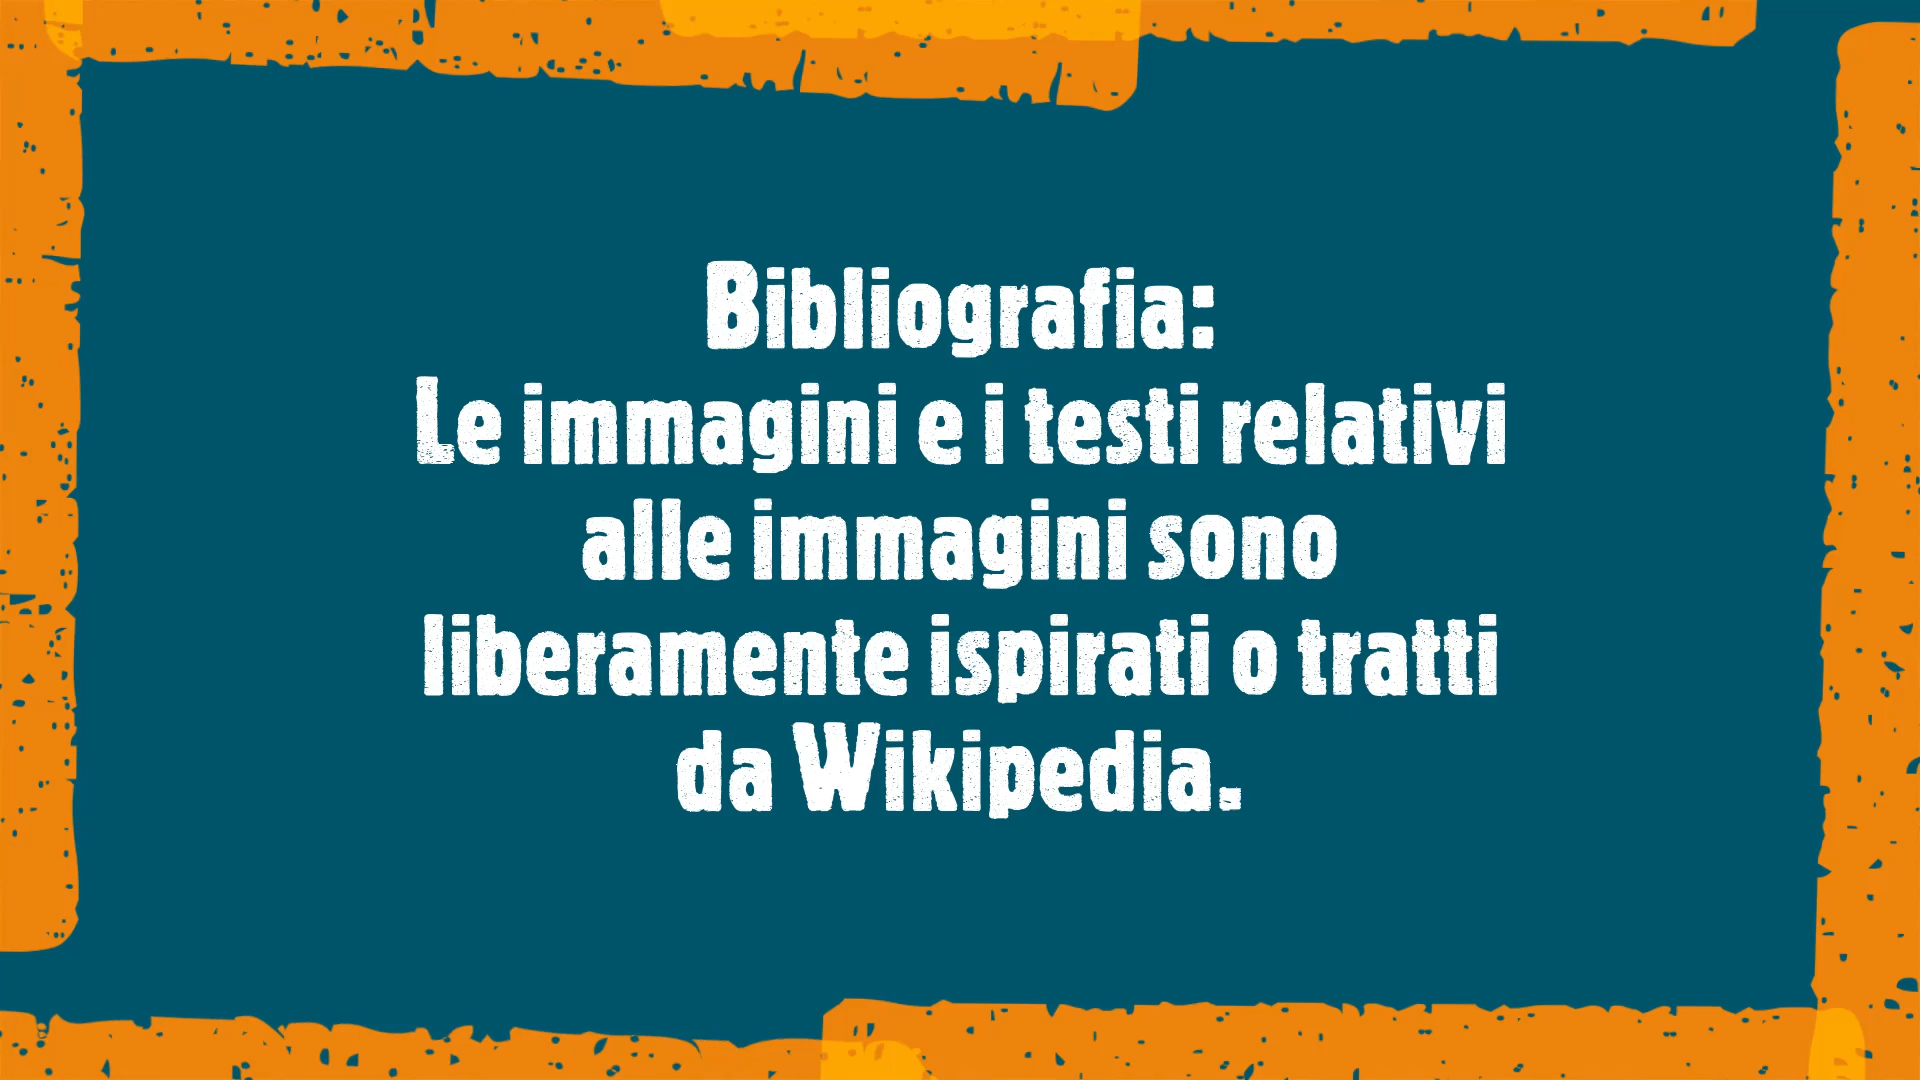 Bibliografia:
Le immagini e i testi relativi
alle immagini sono
liberamente ispirati o tratti
da Wikipedia.